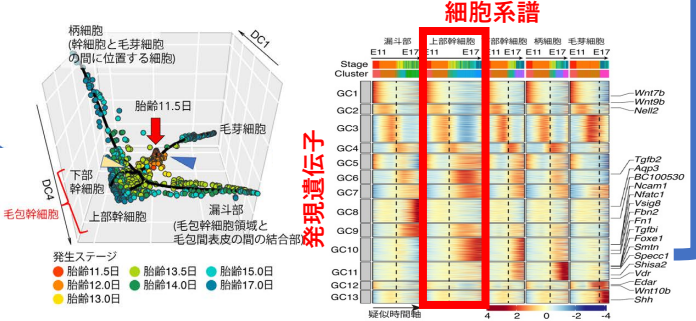 柄細胞
(幹細胞と毛芽細胞
の間に位置する細胞)
DC1
胎齢11.5日
毛芽細胞
下部
幹細胞
DC4
毛包幹細胞
上部幹細胞
漏斗部
(毛包幹細胞領域と
毛包間表皮の間の結合部)
発生ステージ
胎齢11.5日
胎齢13.5日
胎齢15.0日
胎齢12.0日
胎齢14.0日
胎齢17.0日
胎齢13.0日
細胞系譜
発現遺伝子
漏斗部
上部幹細胞
部幹細胞
柄細胞
毛芽細胞
E11 E17
E11 E17
E11 E17
E11 E17
E11 E17
Stage
Cluster
GC1
GC2
GC3
GC4
GC5
GC6
GC7
GC8
GC9
GC10
GC11
GC12
GC13
Wnt7b
Wnt9b
Nell2
Tgfb2
Aqp3
BC100530
Ncam1
Nfatc1
Vsig8
Fbn2
Fn1
Tgfbi
Foxe1
Smtn
Specc1
Shisa2
Vdr
Edar
Wnt10b
Shh
疑似時間軸
4 2 0 -2 -4